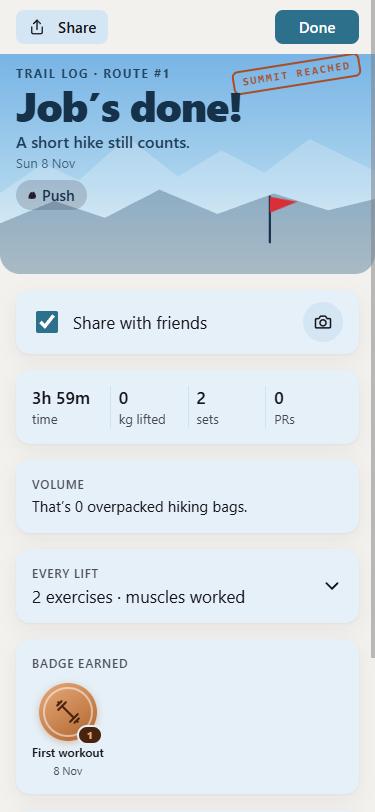 Share
Done
TRAIL LOG · ROUTE #1
SUMMIT REACHED
Job's done!
A short hike still counts.
Sun 8 Nov
Push
Share with friends
3h 59m
time
0
kg lifted
2
sets
0
PRs
VOLUME
That's 0 overpacked hiking bags.
EVERY LIFT
2 exercises · muscles worked
BADGE EARNED
1
First workout
8 Nov